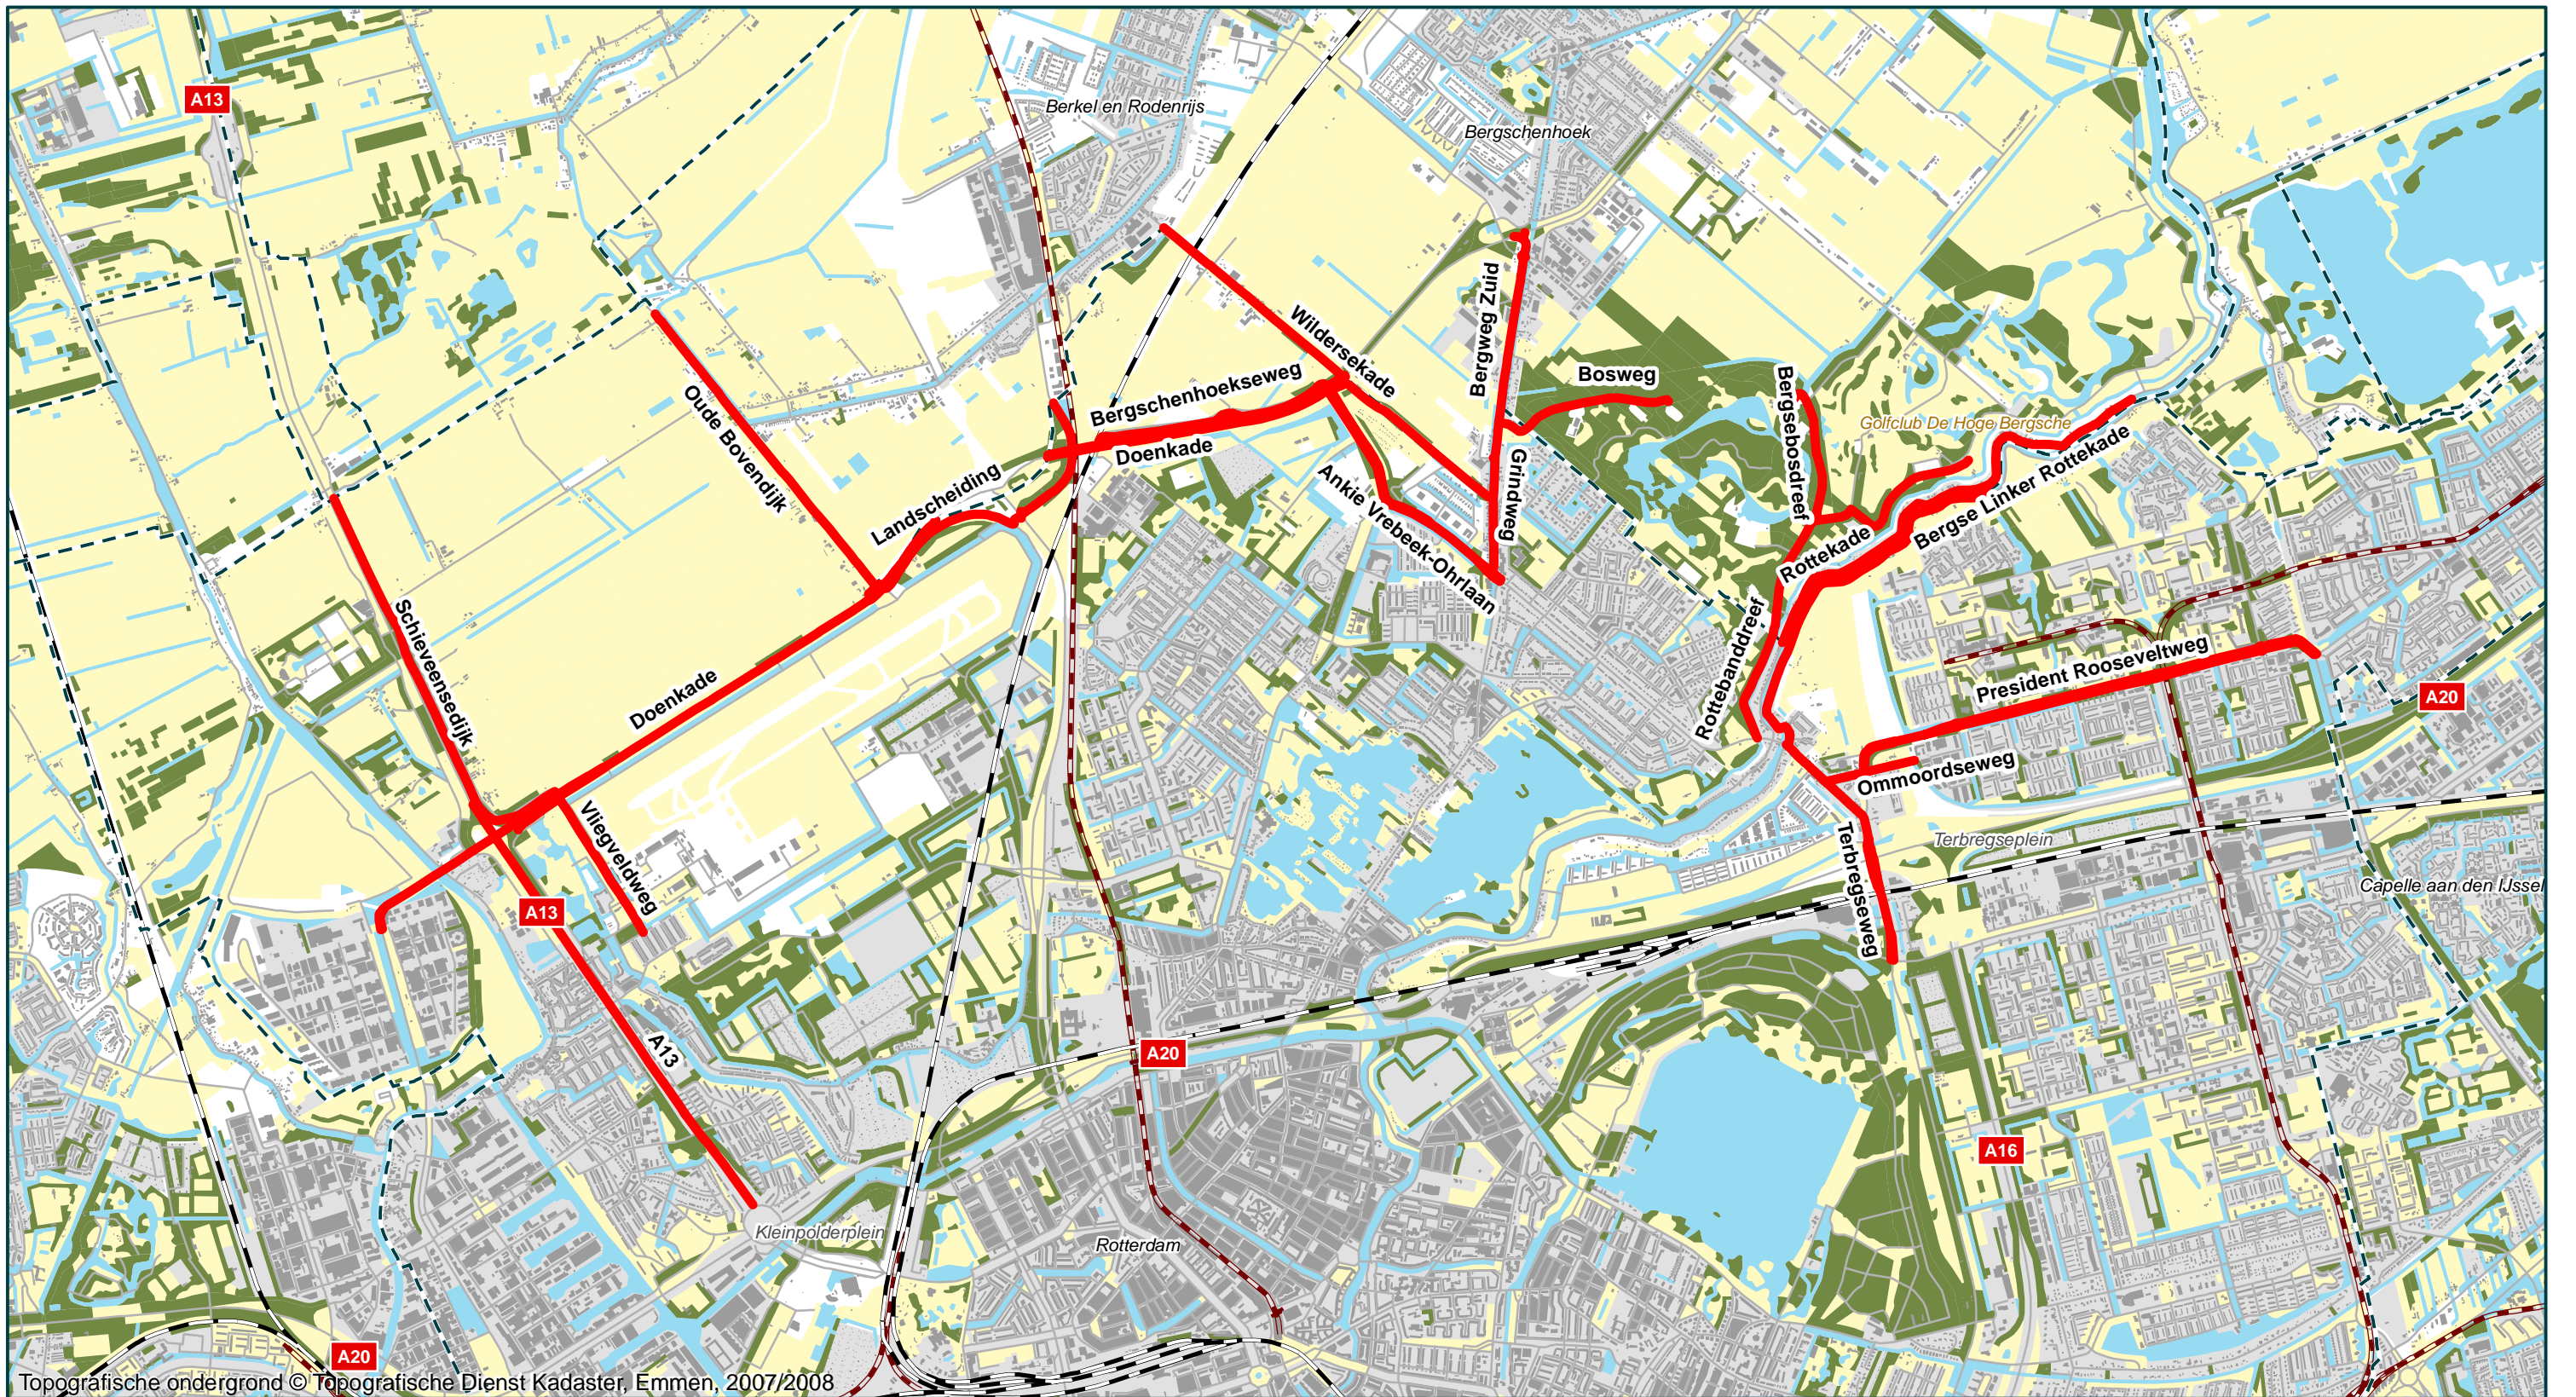 A13
Berkel en Rodenrijs
Bergschenhoek
Bergweg Zuid
Wildersekade
Bergschenhoekseweg
Bosweg
Bergsebosdreef
Golfclub De Hoge Bergsche
Oude Bovendijk
Doenkade
Landscheiding
Ankie Vrebeek-Ohrlaan
Grindweg
Rottekade
Bergse Linker Rottekade
Schieveensedijk
Doenkade
Rottebanddreef
President Rooseveltweg
A20
Ommoordseweg
Vliegveldweg
Terbregseweg
Terbregseplein
Capelle aan den IJssel
A13
A13
A20
A16
Kleinpolderplein
Rotterdam
A20
Topografische ondergrond © Topografische Dienst Kadaster, Emmen, 2007/2008